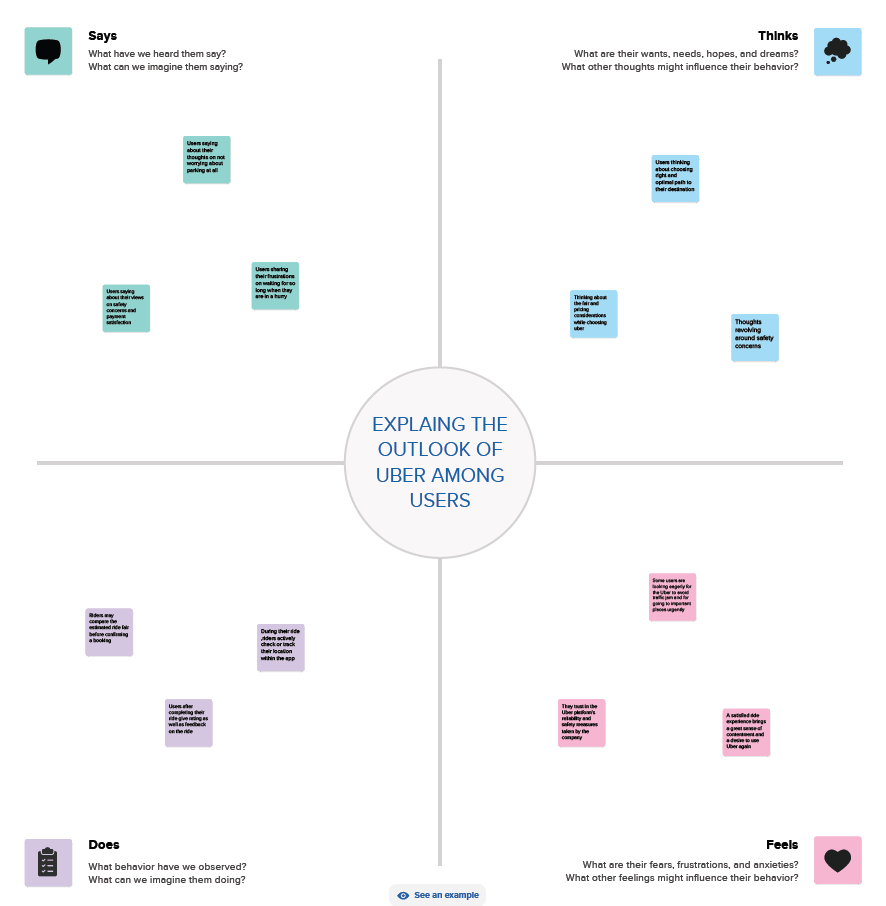 Says
What have we heard them say?
What can we imagine them saying?
Thinks
What are their wants, needs, hopes, and dreams?
What other thoughts might influence their behavior?
Users saying
about their
thoughts on not
worrying about
parking at all
Users saying
about their views
on safety
concerns and
payment
satisfaction
Users sharing
their frustrations
on waiting for so
long when they
are in a hurry
Users thinking
about choosing
right and
optimal path to
their destination
Thinking about
the fair and
pricing
considerations
while choosing
uber
Thoughts
revolving
around safety
concerns
EXPLAING THE
OUTLOOK OF
UBER AMONG
USERS
Riders may
compare the
estimated ride fair
before confirming
a booking
During their ride
,riders actively
check or track
their location
within the app
Users after
completing their
ride give rating as
well as feedback
on the ride
Some users are
looking eagerly for
the Uber to avoid
traffic jam and for
going to important
places urgently
They trust in the
Uber platform's
reliability and
safety measures
taken by the
company
A satisfied ride
experience brings
a great sense of
contentment and
a desire to use
Uber again
Does
What behavior have we observed?
What can we imagine them doing?
Feels
What are their fears, frustrations, and anxieties?
What other feelings might influence their behavior?
See an example